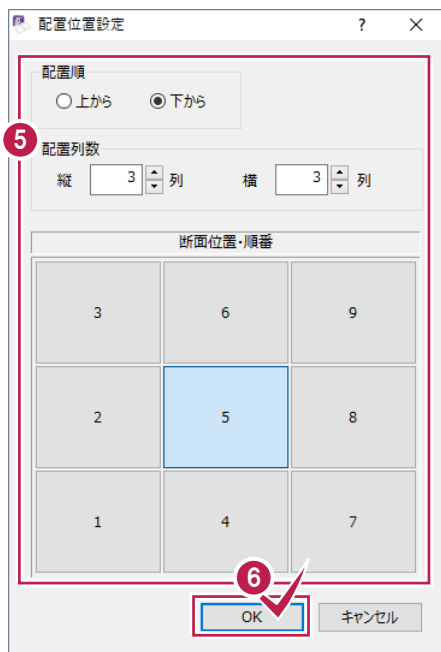 配置位置設定 ? ×
配置順
上から 下から
5
配置列数
縦 3 列 横 3 列
断面位置・順番
3 6 9
2 5 8
1 4 7
6
OK キャンセル